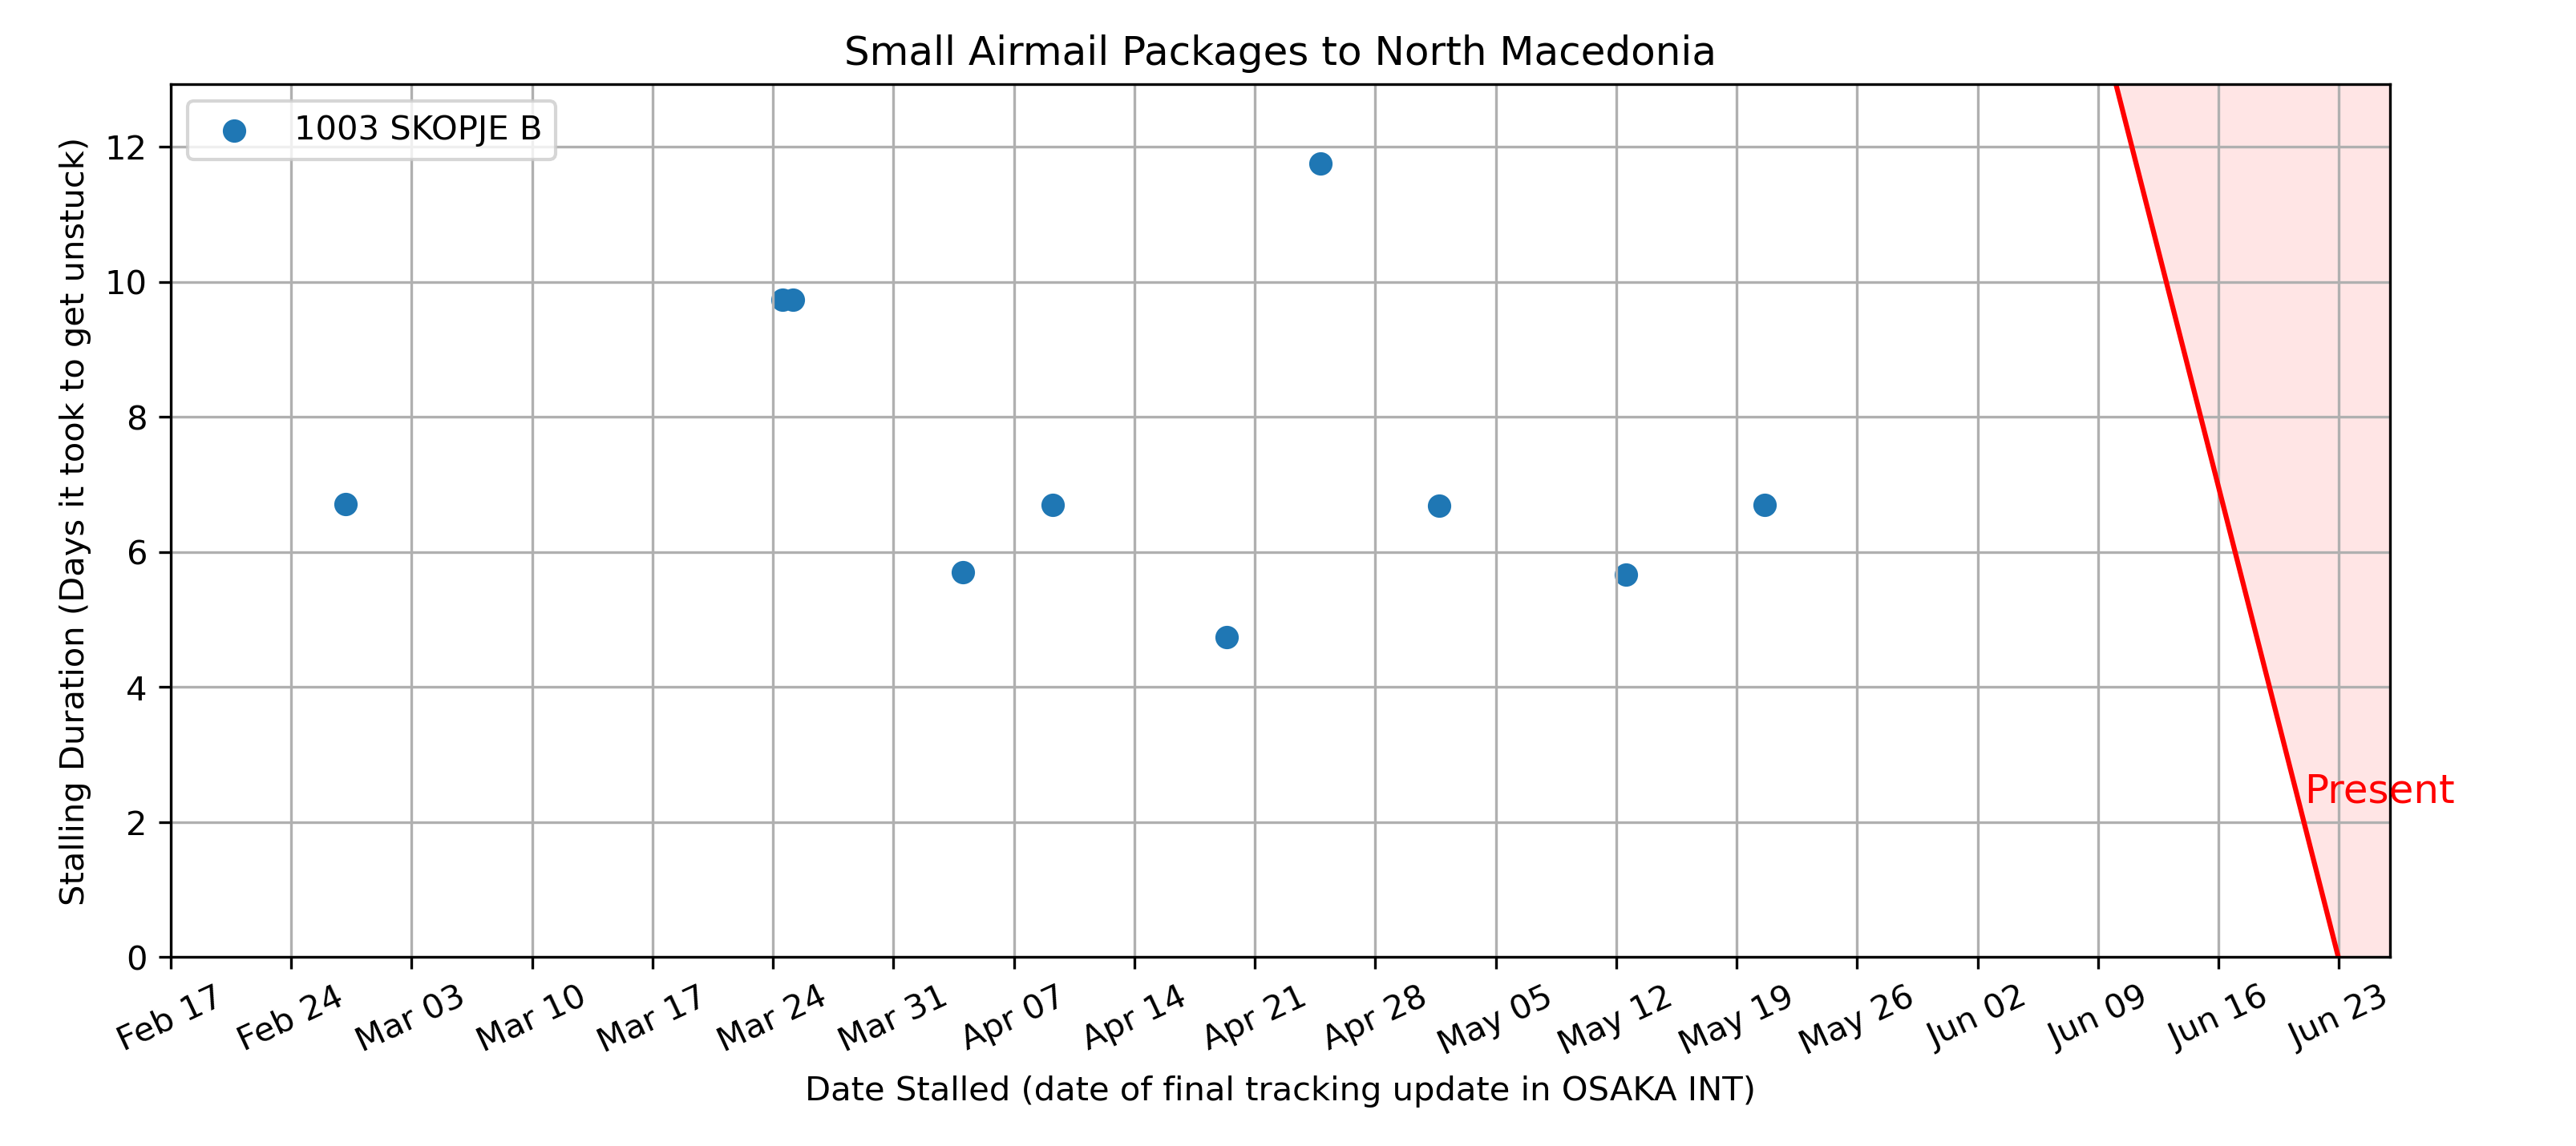 Small Airmail Packages to North Macedonia
1003 SKOPJE B
Stalling Duration (Days it took to get unstuck)
12
10
8
6
4
2
0
Present
Feb 17
Feb 24
Mar 03
Mar 10
Mar 17
Mar 24
Mar 31
Apr 07
Apr 14
Apr 21
Apr 28
May 05
May 12
May 19
May 26
Jun 02
Jun 09
Jun 16
Jun 23
Date Stalled (date of final tracking update in OSAKA INT)